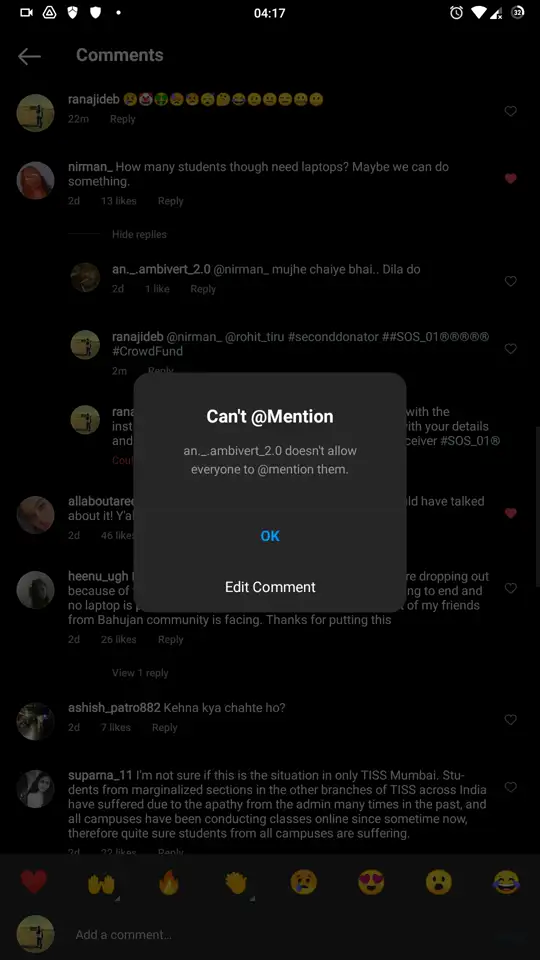 04:17
32
Comments
ranajideb
22m Reply
nirman_ How many students though need laptops? Maybe we can do
something.
2d 13 likes Reply
Hide replies
an._.ambivert_2.0 @nirman_ mujhe chaiye bhai.. Dila do
2d 1 like Reply
ranajideb @nirman_ @rohit_tiru #seconddonator ##SOS_01®®®®®
#CrowdFund
2m Reply
with the
inst
with your details
and
ceiver #SOS_01®
Can't @Mention
an._.ambivert_2.0 doesn't allow
everyone to @mention them.
OK
Edit Comment
have talked
about it! Y'al
2d 46 like
heenu_ugh
re dropping out
because of
to end and
no laptop is
of my friends
from Bahujan community is facing. Thanks for putting this
2d 26 likes Reply
View 1 reply
ashish_patro882 Kehna kya chahte ho?
2d 7 likes Reply
suparna_11 I'm not sure if this is the situation in only TISS Mumbai. Stu-
dents from marginalized sections in the other branches of TISS across India
have suffered due to the apathy from the admin many times in the past, and
all campuses have been conducting classes online since sometime now,
therefore quite sure students from all campuses are suffering.
2d 22 likes Reply
Add a comment..